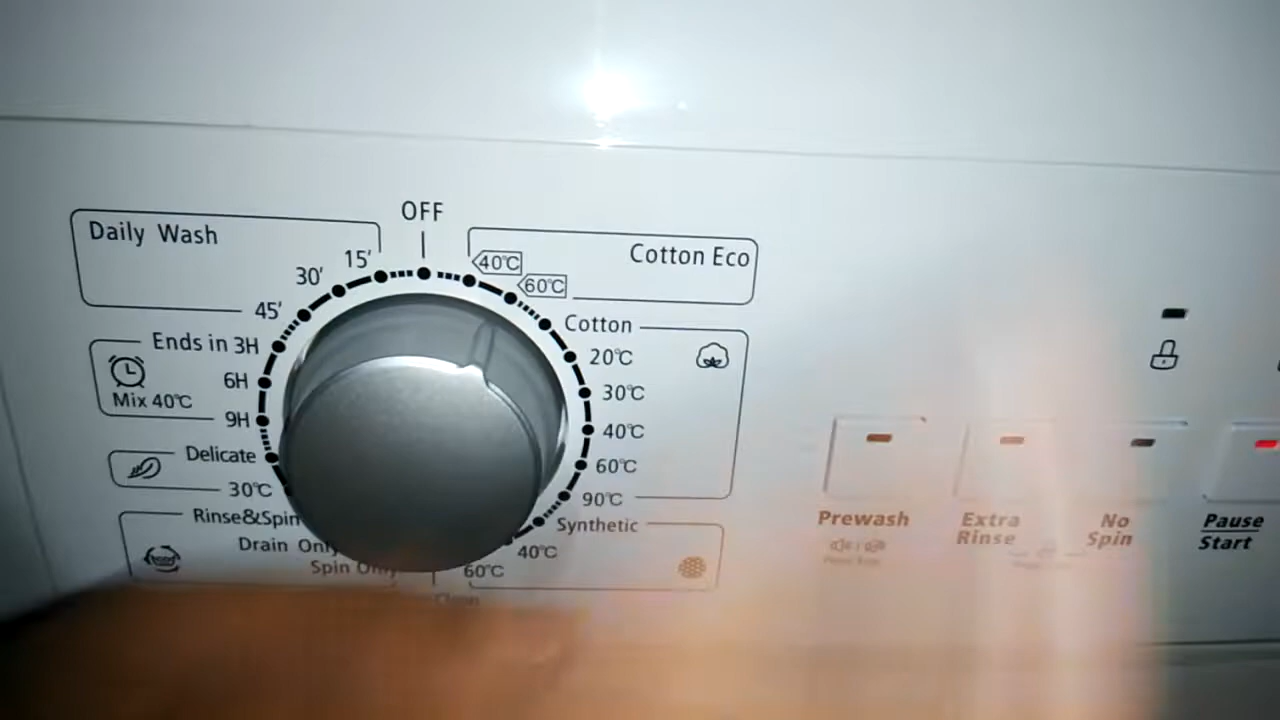 OFF
Daily Wash
15′
30′
45′
40℃
60℃
Cotton Eco
Ends in 3H
6H
9H
Mix 40℃
Delicate
30℃
Rinse&Spin
Drain Only
Spin Only
Cotton
20℃
30℃
40℃
60℃
90℃
Synthetic
40℃
60℃
Clean
Prewash
Extra
Rinse
No
Spin
Pause
Start